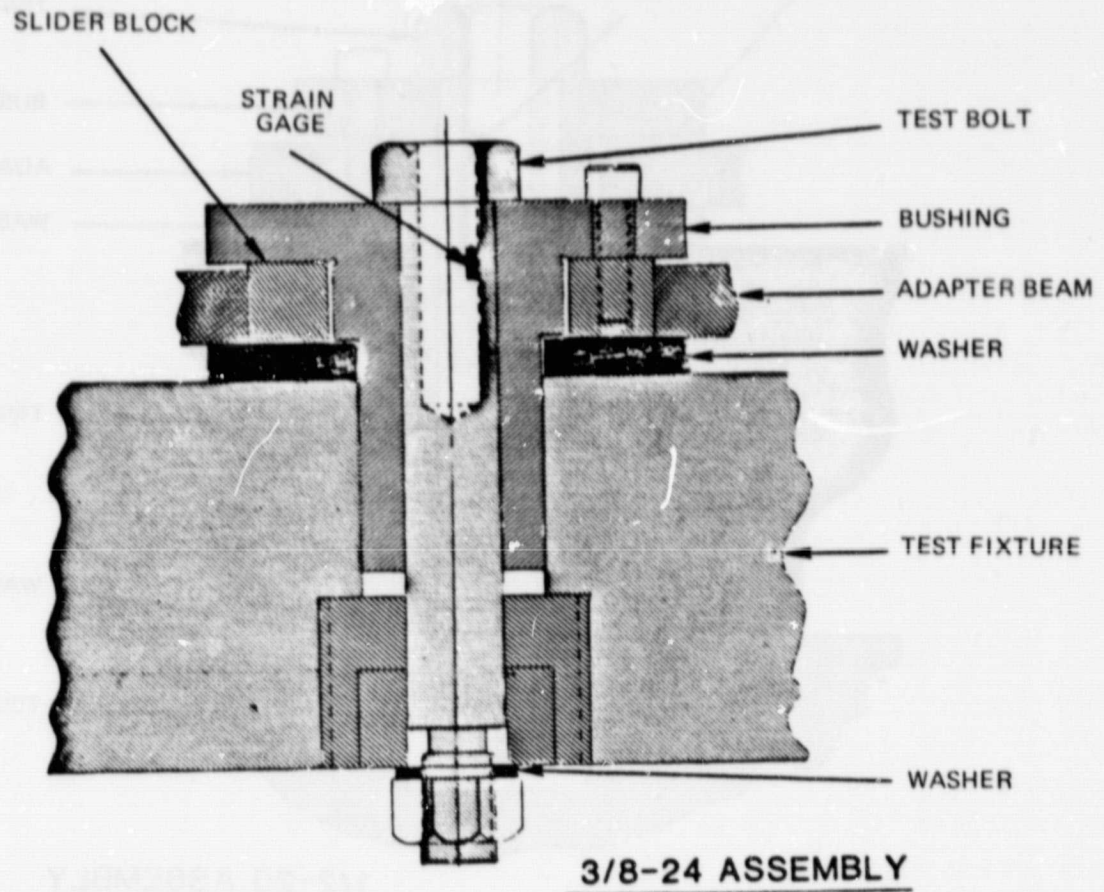 SLIDER BLOCK
STRAIN
GAGE
TEST BOLT
BUSHING
ADAPTER BEAM
WASHER
TEST FIXTURE
WASHER
3/8-24 ASSEMBLY